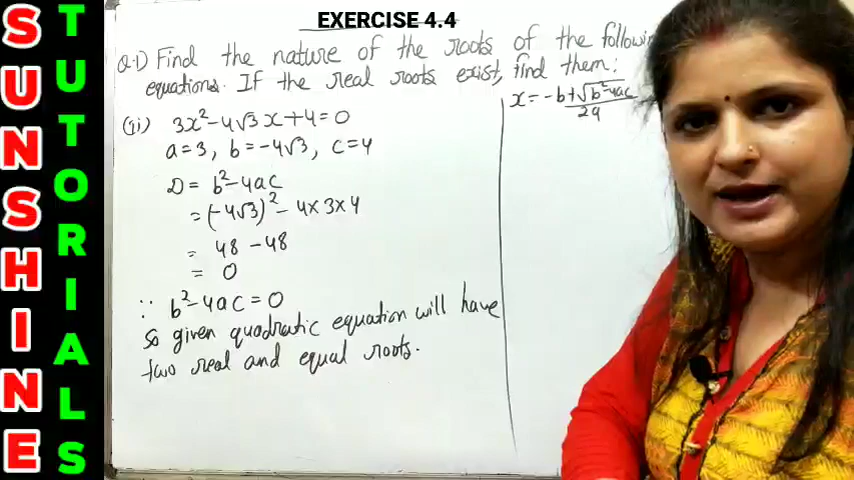 SUNSHINE
TUTORIALS
EXERCISE 4.4
Q.1) Find the nature of the roots of the
equations. If the real roots exist, find them:
x = -b ± √b²-4ac
2a
(ii) 3x² - 4√3 x + 4 = 0
a = 3, b = -4√3, c = 4
D = b² - 4ac
= (-4√3)² - 4×3×4
= 48 - 48
= 0
∵ b² - 4ac = 0
So given quadratic equation will have
two real and equal roots.